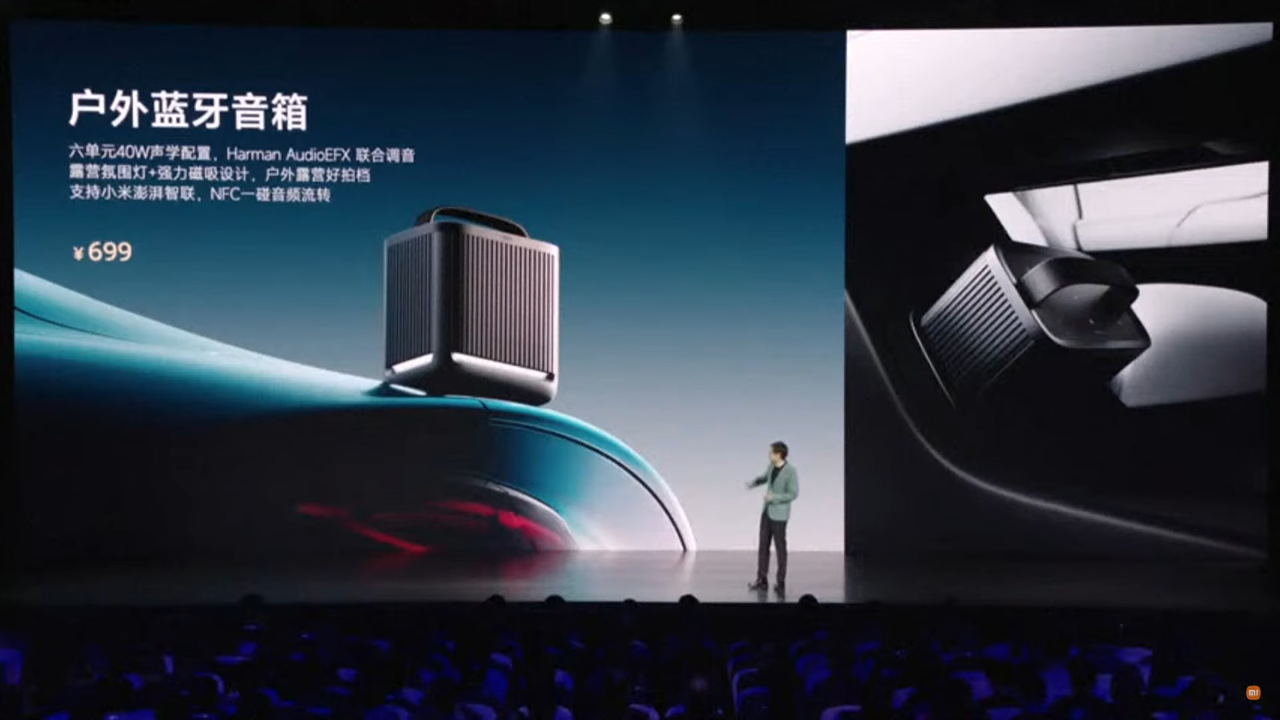 户外蓝牙音箱
六单元40W声学配置，Harman AudioEFX 联合调音
露营氛围灯+强力磁吸设计，户外露营好拍档
支持小米澎湃智联，NFC一碰音频流转
¥699
mi